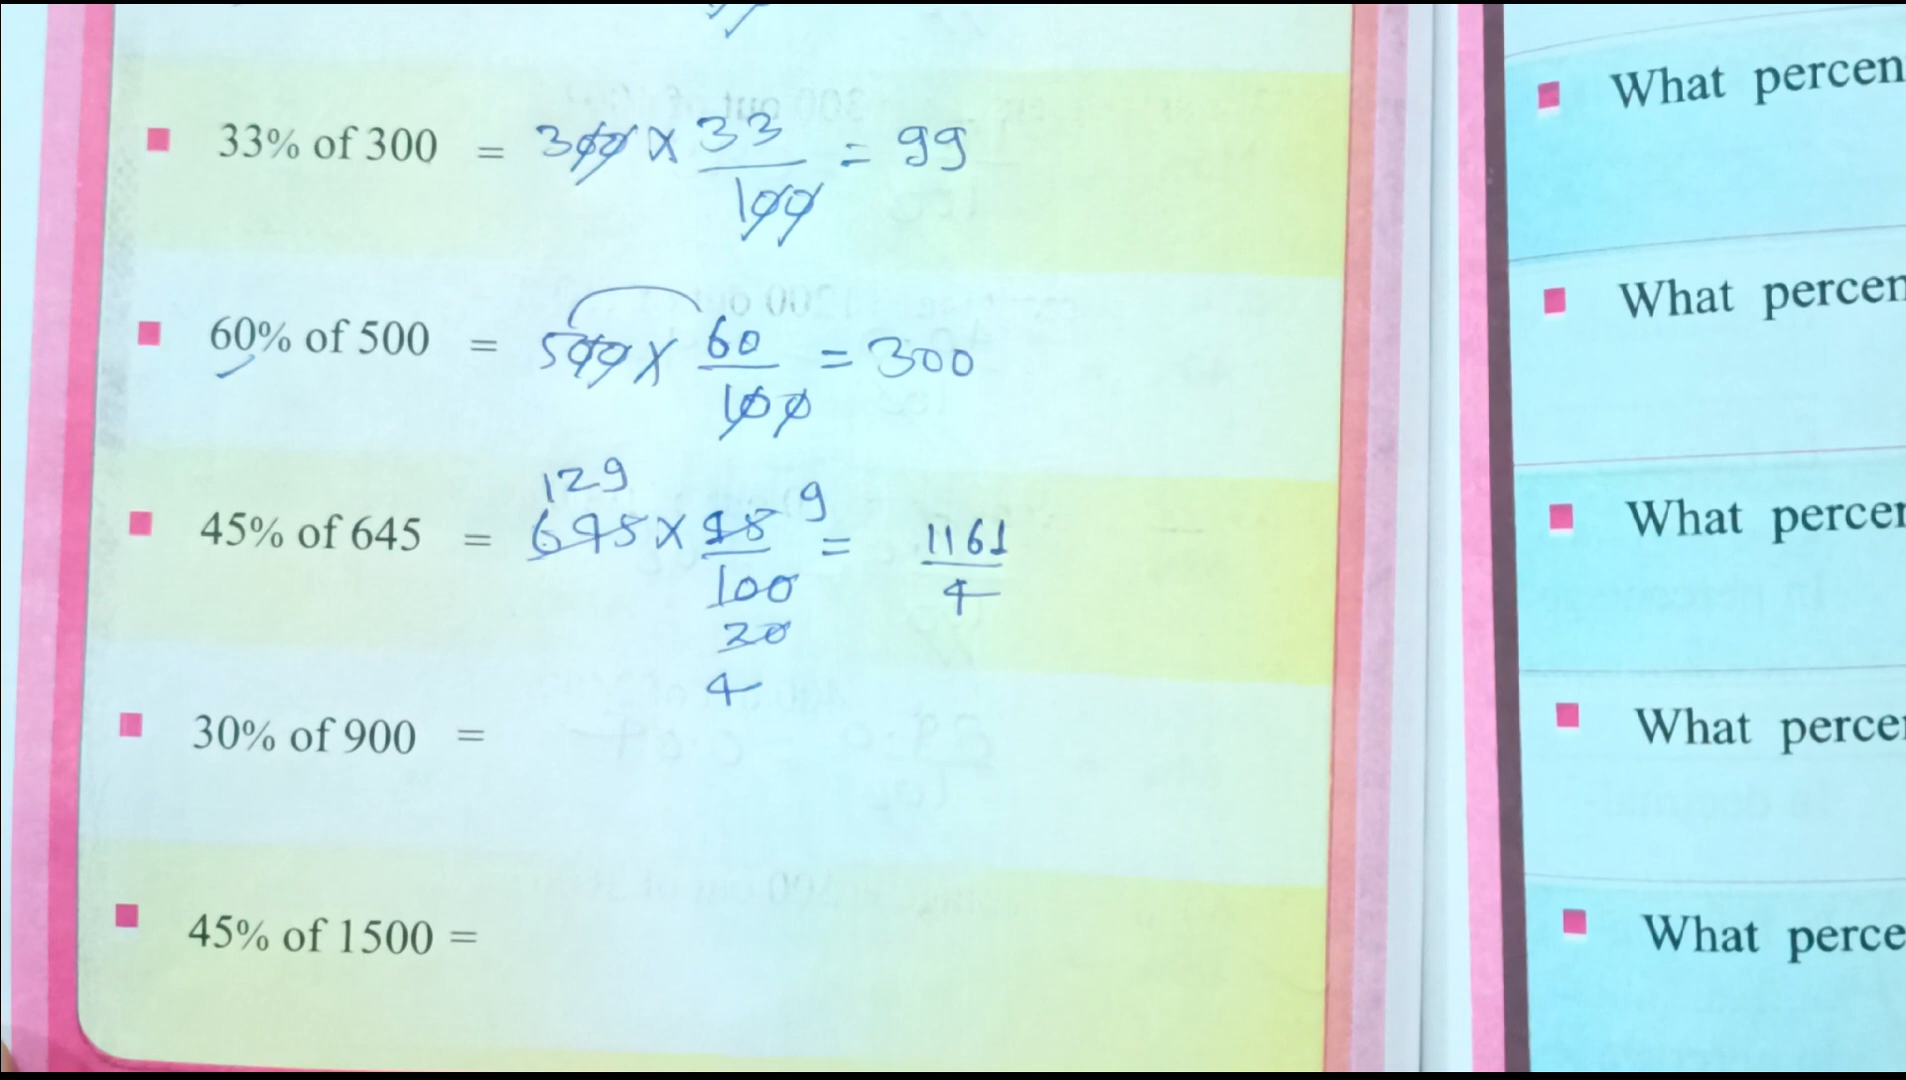 33% of 300 = 300 x 33/100 = 99
60% of 500 = 500 x 60/100 = 300
129 9
45% of 645 = 645 x 45/100 = 1161/4
20
4
30% of 900 =
45% of 1500 =
What percen
What percen
What percen
What percer
What perce